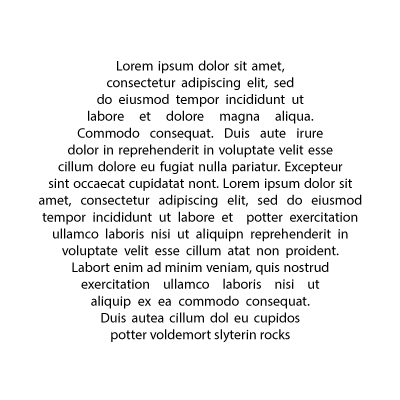 Lorem ipsum dolor sit amet,
consectetur adipiscing elit, sed
do eiusmod tempor incididunt ut
labore et dolore magna aliqua.
Commodo consequat. Duis aute irure
dolor in reprehenderit in voluptate velit esse
cillum dolore eu fugiat nulla pariatur. Excepteur
sint occaecat cupidatat nont. Lorem ipsum dolor sit
amet, consectetur adipiscing elit, sed do eiusmod
tempor incididunt ut labore et potter exercitation
ullamco laboris nisi ut aliquipn reprehenderit in
voluptate velit esse cillum atat non proident.
Labort enim ad minim veniam, quis nostrud
exercitation ullamco laboris nisi ut
aliquip ex ea commodo consequat.
Duis autea cillum dol eu cupidos
potter voldemort slyterin rocks